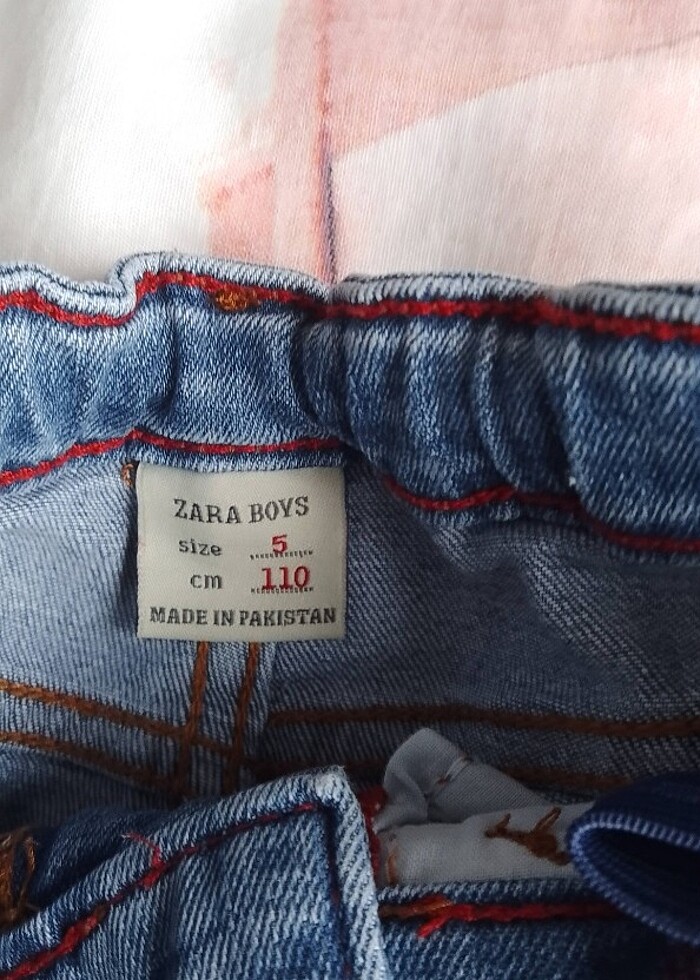 ZARA BOYS
size 5
cm 110
MADE IN PAKISTAN